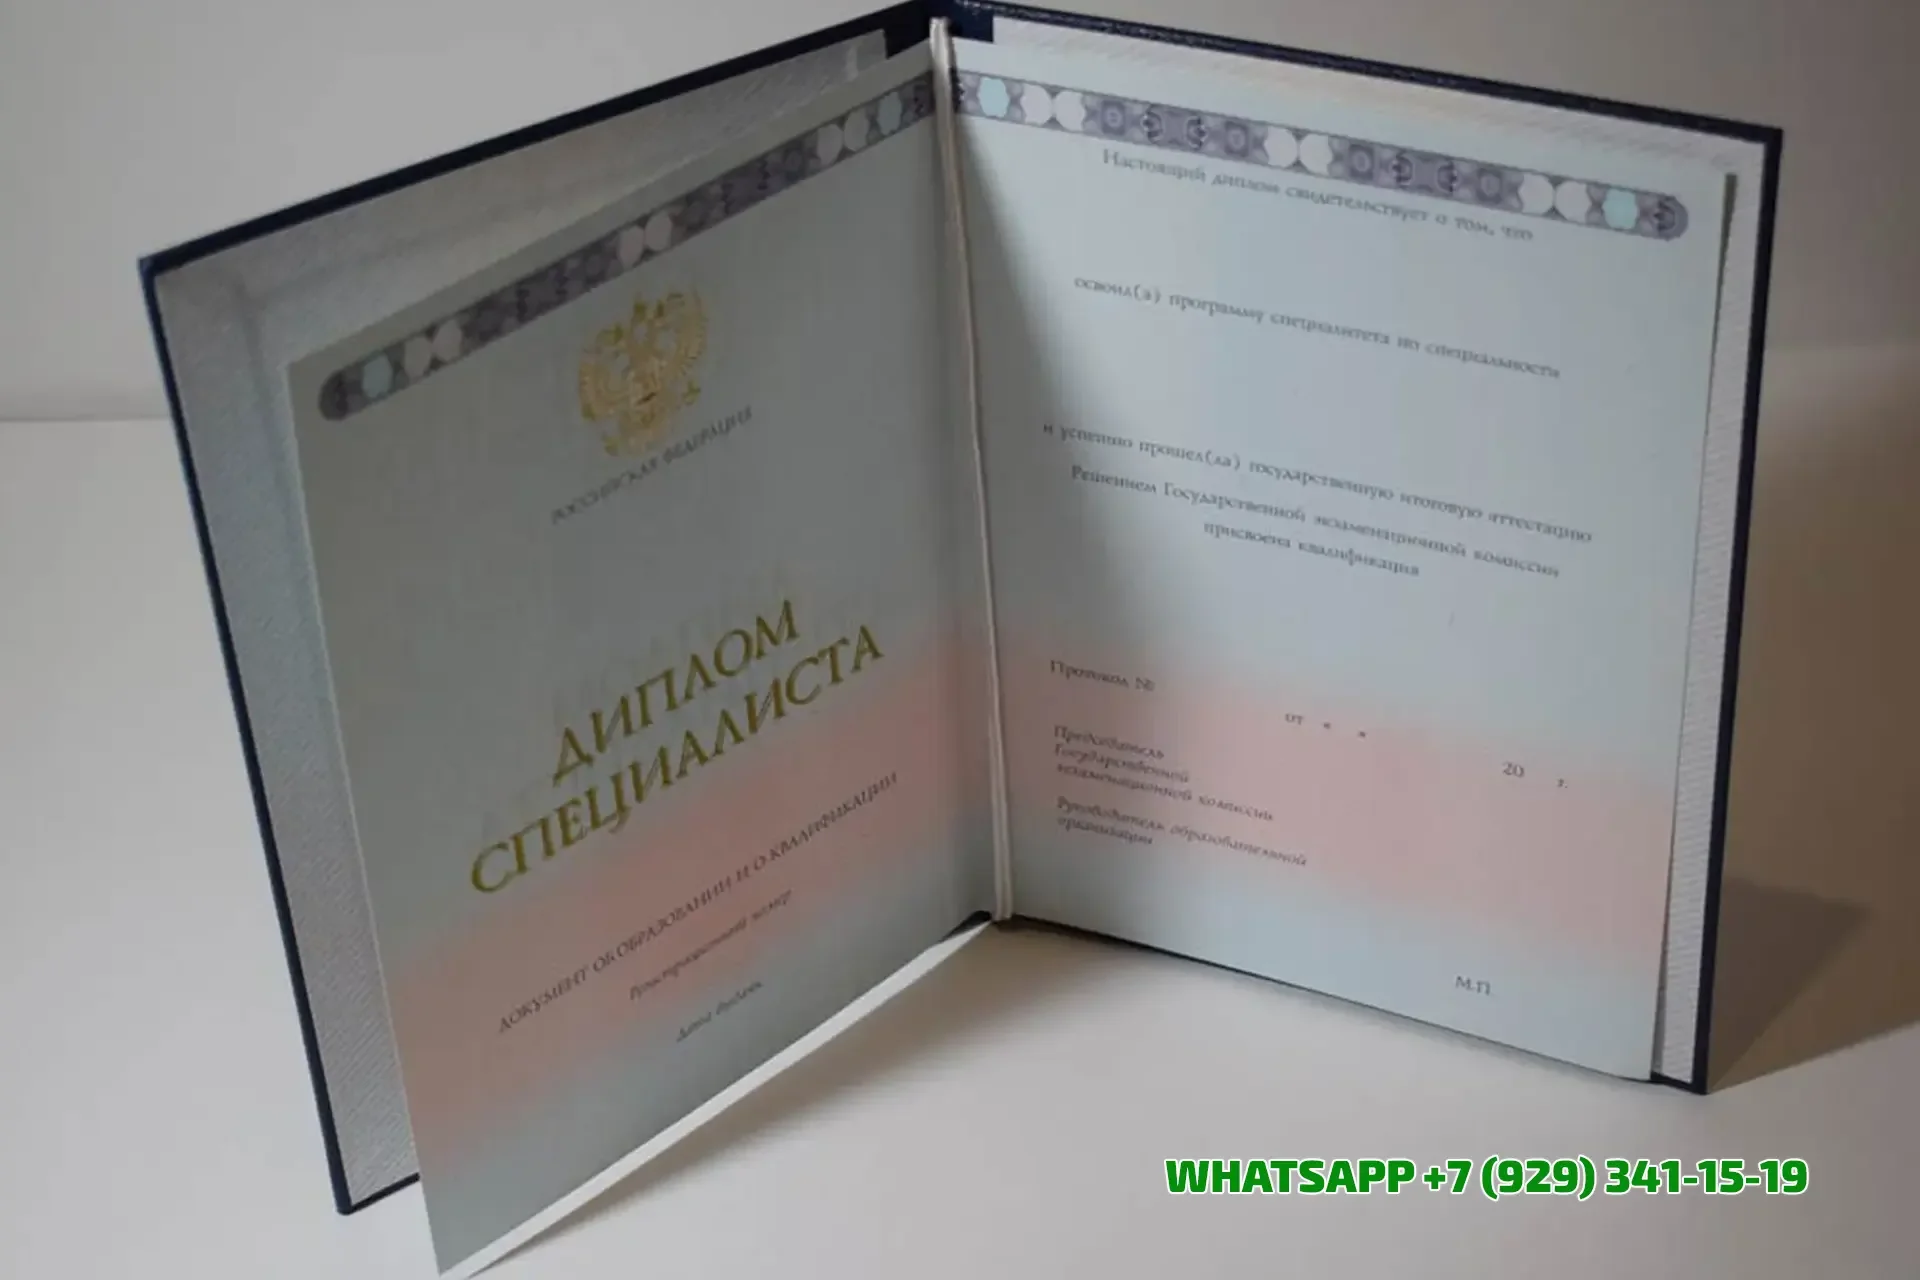 РОССИЙСКАЯ ФЕДЕРАЦИЯ
ДИПЛОМ
СПЕЦИАЛИСТА
ДОКУМЕНТ ОБ ОБРАЗОВАНИИ И О КВАЛИФИКАЦИИ
Регистрационный номер
Дата выдачи
Настоящий диплом свидетельствует о том, что
освоил(а) программу специалитета по специальности
и успешно прошел(ла) государственную итоговую аттестацию
Решением Государственной экзаменационной комиссии
присвоена квалификация
Протокол №
от « »
20 г.
Председатель
Государственной
экзаменационной комиссии
Руководитель образовательной
организации
М.П.
WHATSAPP +7 (929) 341-15-19